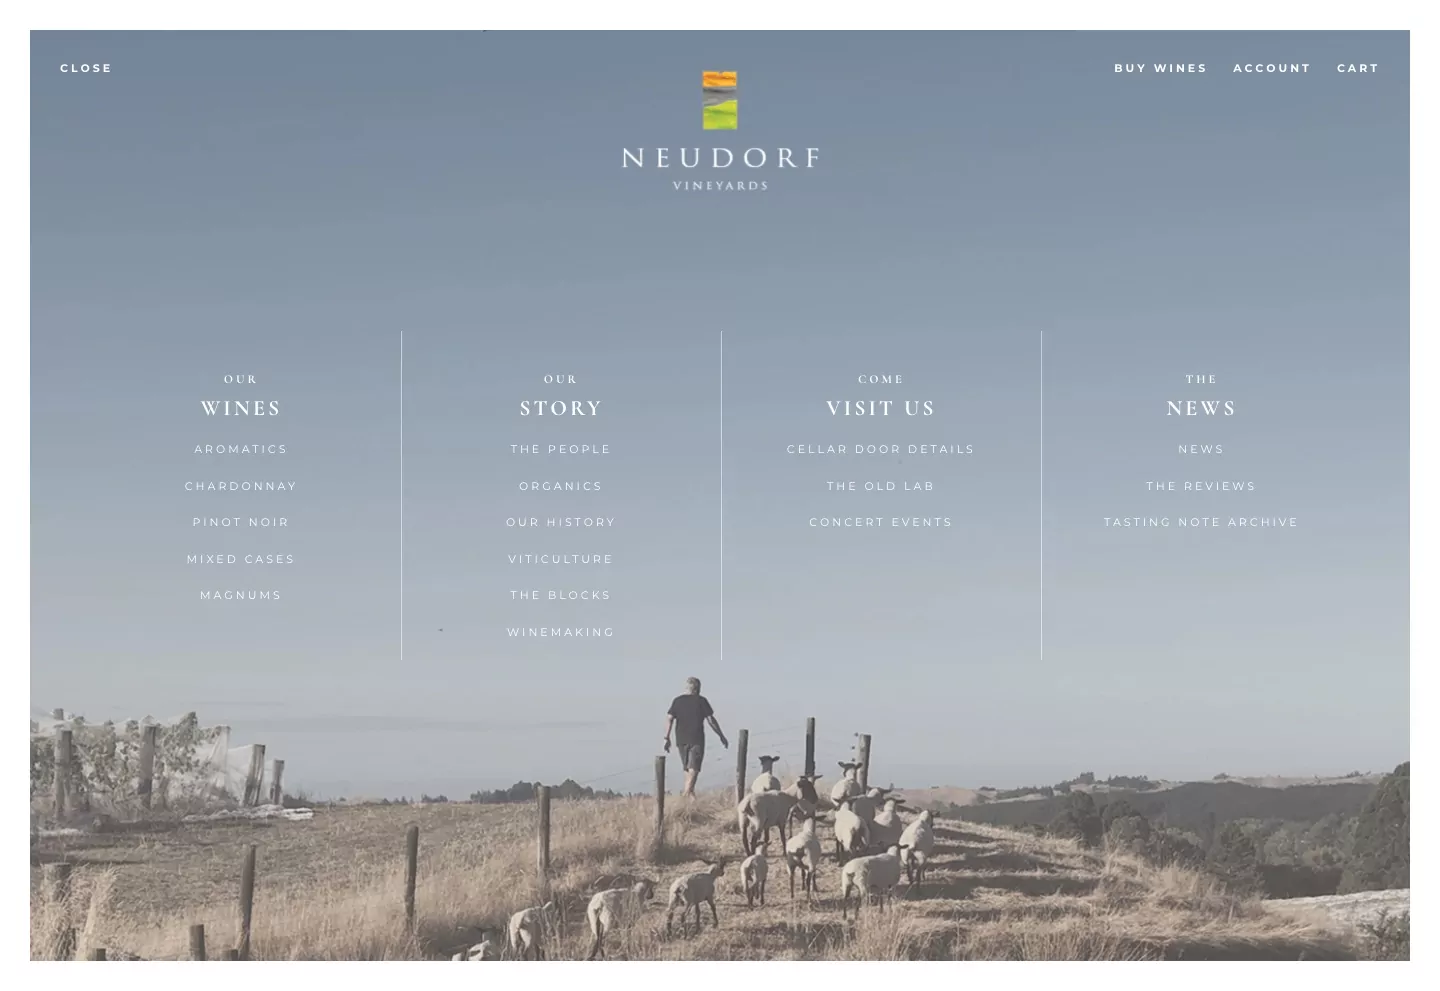 CLOSE
BUY WINES ACCOUNT CART
NEUDORF
VINEYARDS
OUR
WINES
AROMATICS
CHARDONNAY
PINOT NOIR
MIXED CASES
MAGNUMS
OUR
STORY
THE PEOPLE
ORGANICS
OUR HISTORY
VITICULTURE
THE BLOCKS
WINEMAKING
COME
VISIT US
CELLAR DOOR DETAILS
THE OLD LAB
CONCERT EVENTS
THE
NEWS
NEWS
THE REVIEWS
TASTING NOTE ARCHIVE